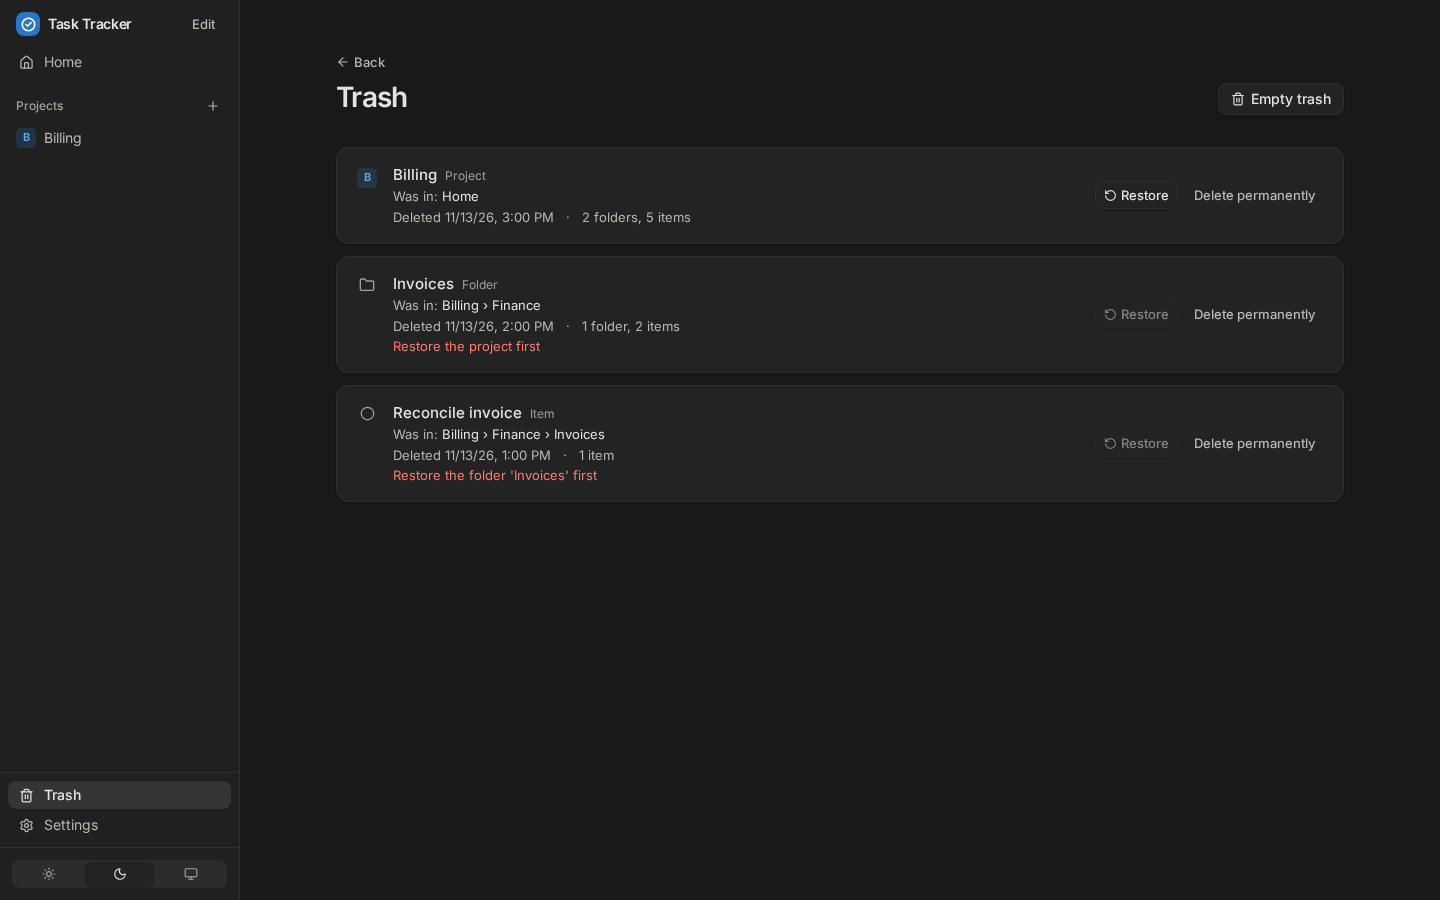 Task Tracker
Edit
Home
Projects
B Billing
Trash
Settings
Back
Trash
Empty trash
B
Billing Project
Was in: Home
Deleted 11/13/26, 3:00 PM · 2 folders, 5 items
Restore
Delete permanently
Invoices Folder
Was in: Billing › Finance
Deleted 11/13/26, 2:00 PM · 1 folder, 2 items
Restore the project first
Restore
Delete permanently
Reconcile invoice Item
Was in: Billing › Finance › Invoices
Deleted 11/13/26, 1:00 PM · 1 item
Restore the folder 'Invoices' first
Restore
Delete permanently